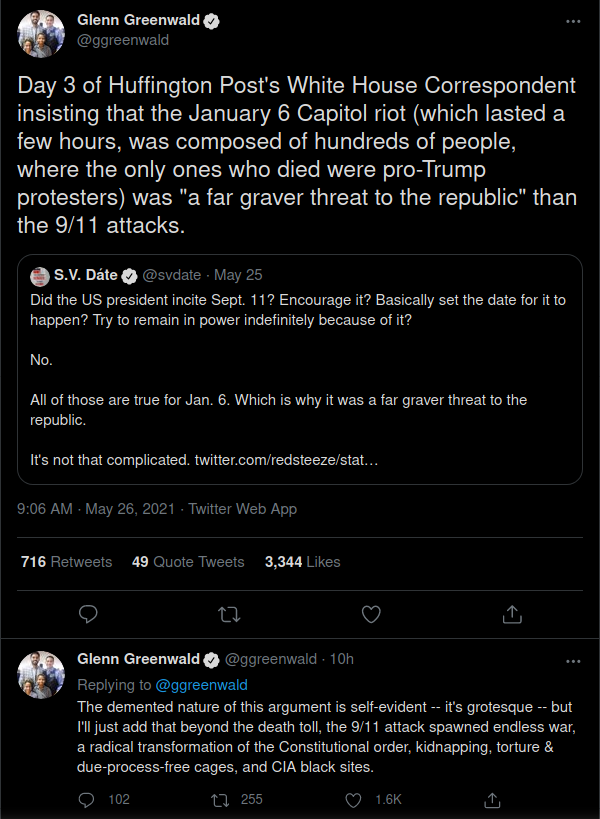 Glenn Greenwald
@ggreenwald
Day 3 of Huffington Post's White House Correspondent
insisting that the January 6 Capitol riot (which lasted a
few hours, was composed of hundreds of people,
where the only ones who died were pro-Trump
protesters) was "a far graver threat to the republic" than
the 9/11 attacks.
S.V. Dáte @svdate · May 25
Did the US president incite Sept. 11? Encourage it? Basically set the date for it to
happen? Try to remain in power indefinitely because of it?
No.
All of those are true for Jan. 6. Which is why it was a far graver threat to the
republic.
It's not that complicated. twitter.com/redsteeze/stat…
9:06 AM · May 26, 2021 · Twitter Web App
716 Retweets 49 Quote Tweets 3,344 Likes
Glenn Greenwald @ggreenwald · 10h
Replying to @ggreenwald
The demented nature of this argument is self-evident -- it's grotesque -- but
I'll just add that beyond the death toll, the 9/11 attack spawned endless war,
a radical transformation of the Constitutional order, kidnapping, torture &
due-process-free cages, and CIA black sites.
102 255 1.6K